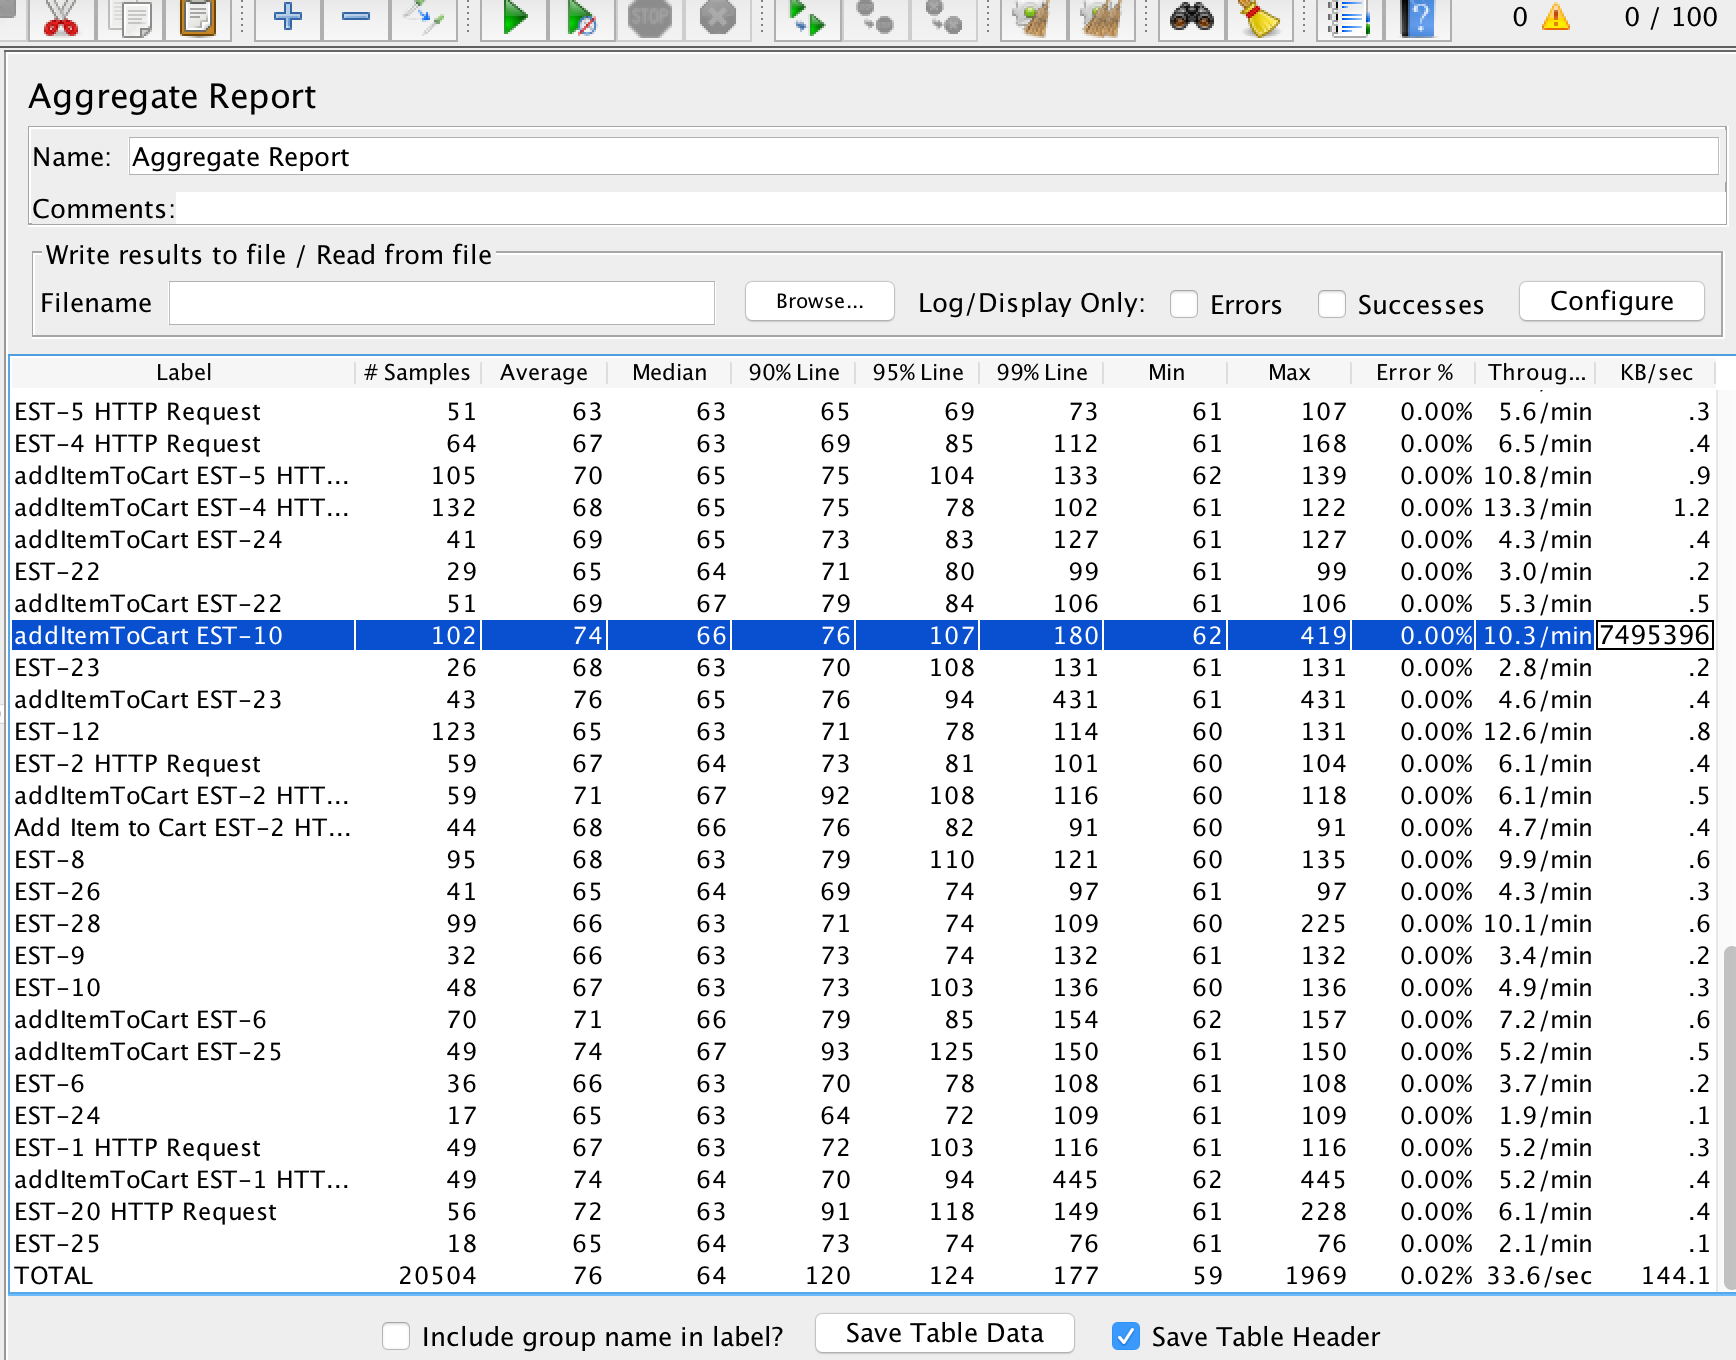 STOP ? 0 0 / 100
Aggregate Report
Name: Aggregate Report
Comments:
Write results to file / Read from file
Filename Browse... Log/Display Only: Errors Successes Configure
Label # Samples Average Median 90% Line 95% Line 99% Line Min Max Error % Throug... KB/sec
EST-5 HTTP Request 51 63 63 65 69 73 61 107 0.00% 5.6/min .3
EST-4 HTTP Request 64 67 63 69 85 112 61 168 0.00% 6.5/min .4
addItemToCart EST-5 HTT... 105 70 65 75 104 133 62 139 0.00% 10.8/min .9
addItemToCart EST-4 HTT... 132 68 65 75 78 102 61 122 0.00% 13.3/min 1.2
addItemToCart EST-24 41 69 65 73 83 127 61 127 0.00% 4.3/min .4
EST-22 29 65 64 71 80 99 61 99 0.00% 3.0/min .2
addItemToCart EST-22 51 69 67 79 84 106 61 106 0.00% 5.3/min .5
addItemToCart EST-10 102 74 66 76 107 180 62 419 0.00% 10.3/min 7495396
EST-23 26 68 63 70 108 131 61 131 0.00% 2.8/min .2
addItemToCart EST-23 43 76 65 76 94 431 61 431 0.00% 4.6/min .4
EST-12 123 65 63 71 78 114 60 131 0.00% 12.6/min .8
EST-2 HTTP Request 59 67 64 73 81 101 60 104 0.00% 6.1/min .4
addItemToCart EST-2 HTT... 59 71 67 92 108 116 60 118 0.00% 6.1/min .5
Add Item to Cart EST-2 HT... 44 68 66 76 82 91 60 91 0.00% 4.7/min .4
EST-8 95 68 63 79 110 121 60 135 0.00% 9.9/min .6
EST-26 41 65 64 69 74 97 61 97 0.00% 4.3/min .3
EST-28 99 66 63 71 74 109 60 225 0.00% 10.1/min .6
EST-9 32 66 63 73 74 132 61 132 0.00% 3.4/min .2
EST-10 48 67 63 73 103 136 60 136 0.00% 4.9/min .3
addItemToCart EST-6 70 71 66 79 85 154 62 157 0.00% 7.2/min .6
addItemToCart EST-25 49 74 67 93 125 150 61 150 0.00% 5.2/min .5
EST-6 36 66 63 70 78 108 61 108 0.00% 3.7/min .2
EST-24 17 65 63 64 72 109 61 109 0.00% 1.9/min .1
EST-1 HTTP Request 49 67 63 72 103 116 61 116 0.00% 5.2/min .3
addItemToCart EST-1 HTT... 49 74 64 70 94 445 62 445 0.00% 5.2/min .4
EST-20 HTTP Request 56 72 63 91 118 149 61 228 0.00% 6.1/min .4
EST-25 18 65 64 73 74 76 61 76 0.00% 2.1/min .1
TOTAL 20504 76 64 120 124 177 59 1969 0.02% 33.6/sec 144.1
Include group name in label? Save Table Data Save Table Header